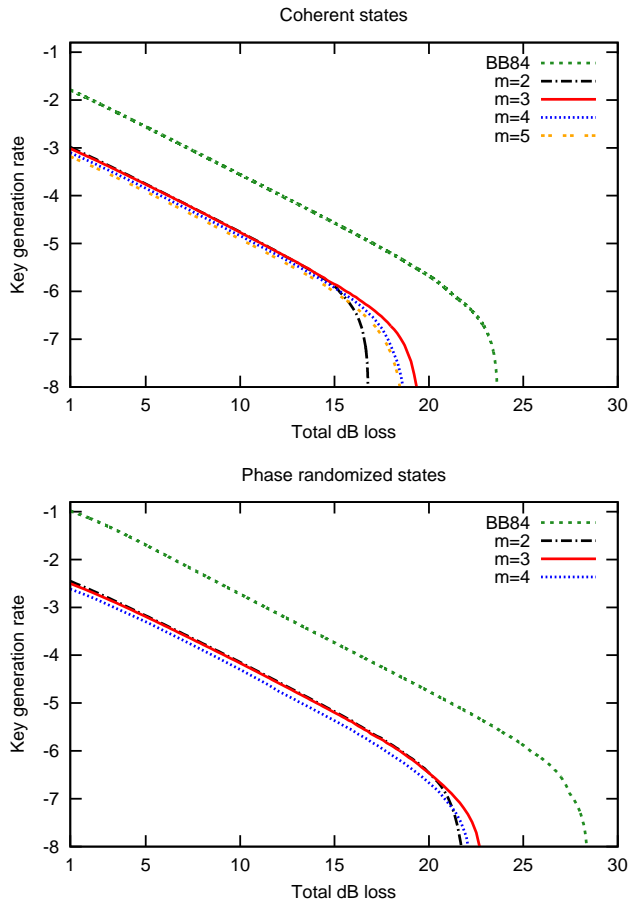 Coherent states
-1
-2
-3
-4
-5
-6
-7
-8
Key generation rate
BB84
m=2
m=3
m=4
m=5
1 5 10 15 20 25 30
Total dB loss
Phase randomized states
-1
-2
-3
-4
-5
-6
-7
-8
Key generation rate
BB84
m=2
m=3
m=4
1 5 10 15 20 25 30
Total dB loss